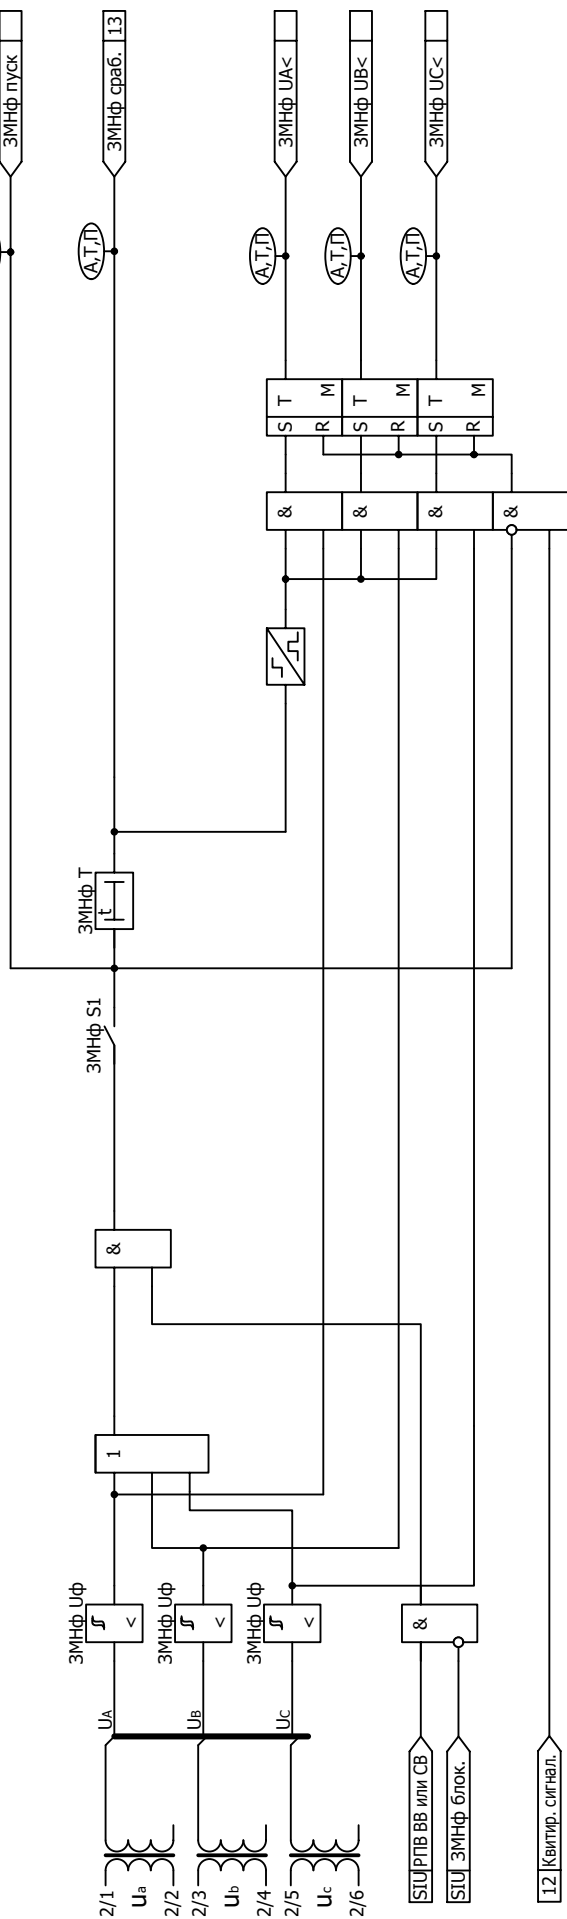 ЗМНф пуск
ЗМНф сраб. 13
ЗМНф UA<
ЗМНф UB<
ЗМНф UC<
А,Т,П
А,Т,П
А,Т,П
А,Т,П
S T R M
S T R M
S T R M
&
&
&
&
ЗМНф T
t
ЗМНф S1
&
1
ЗМНф Uф
<
ЗМНф Uф
<
ЗМНф Uф
<
&
UA
UB
UC
2/1
ua
2/2
2/3
ub
2/4
2/5
uc
2/6
SIU РПВ ВВ или СВ
SIU ЗМНф блок.
12 Квитир. сигнал.